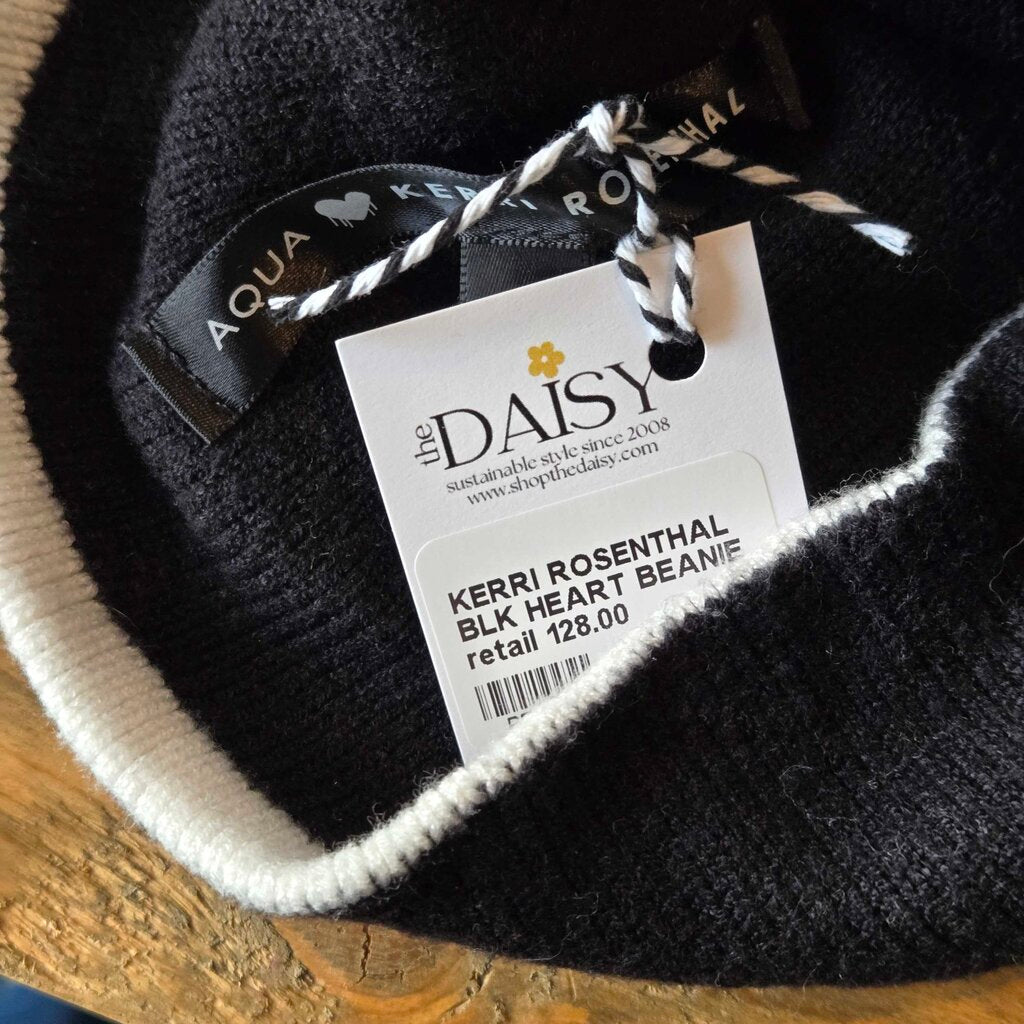 AQUA KERRI ROSENTHAL
the DAISY
sustainable style since 2008
www.shopthedaisy.com
KERRI ROSENTHAL
BLK HEART BEANIE
retail 128.00